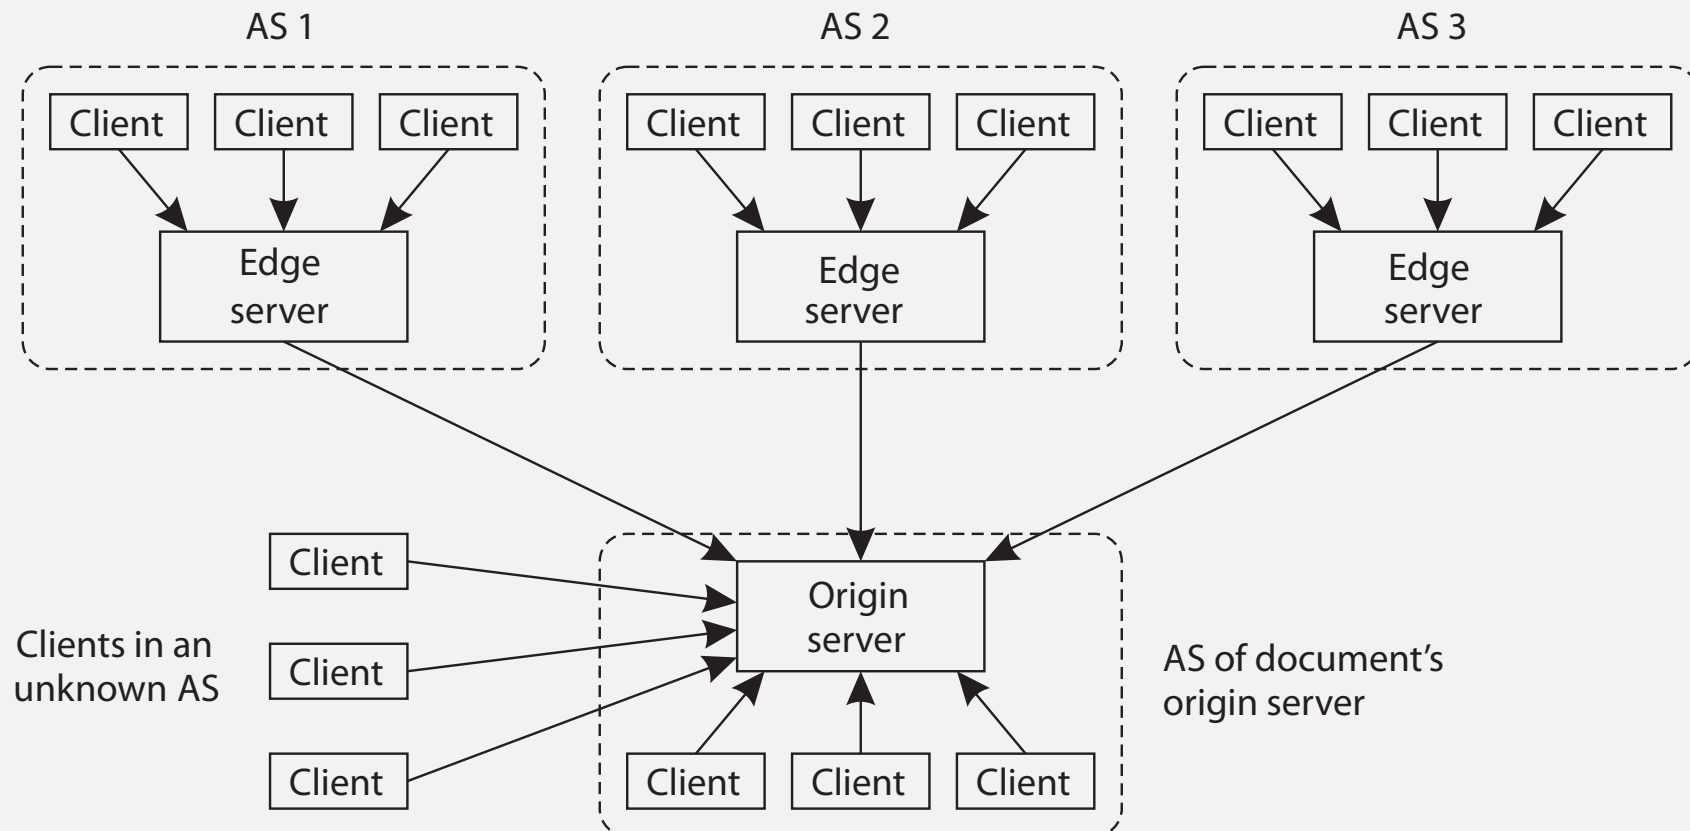 AS 1
AS 2
AS 3
Client
Client
Client
Client
Client
Client
Client
Client
Client
Edge
server
Edge
server
Edge
server
Client
Origin
server
Clients in an
unknown AS
Client
AS of document’s
origin server
Client
Client
Client
Client